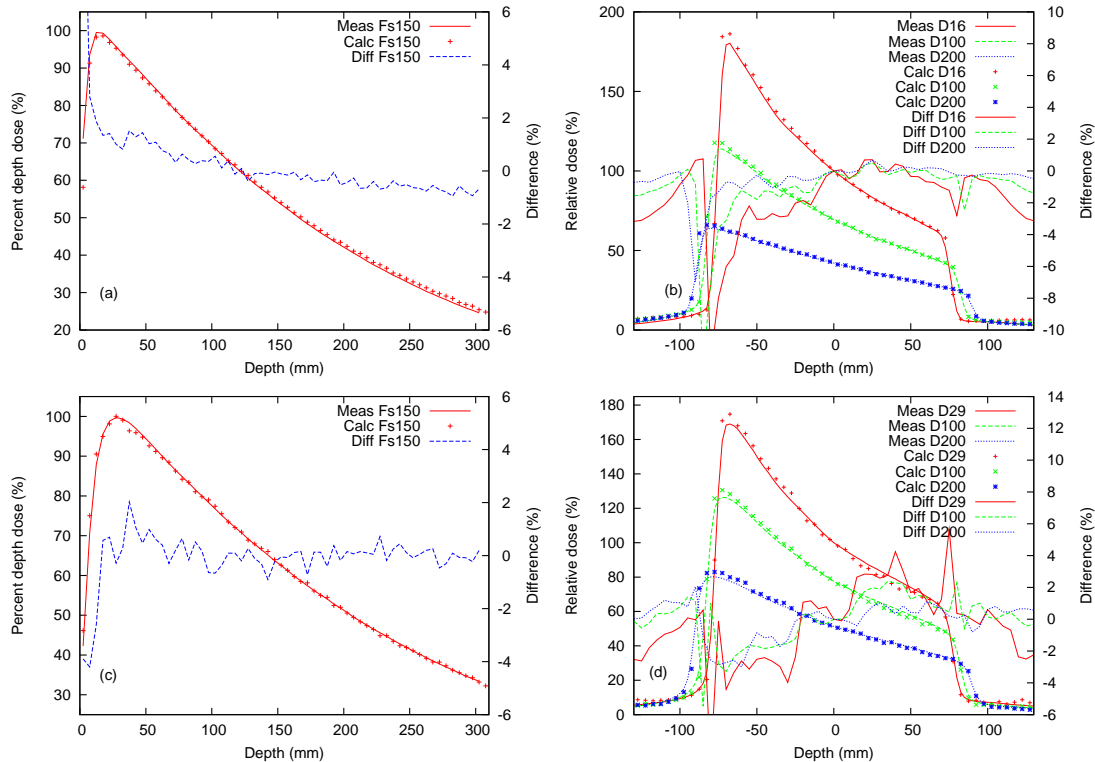 Meas Fs150
Calc Fs150
Diff Fs150
Percent depth dose (%)
20
30
40
50
60
70
80
90
100
Difference (%)
-6
-4
-2
0
2
4
6
(a)
0
50
100
150
200
250
300
Depth (mm)
Meas D16
Meas D100
Meas D200
Calc D16
Calc D100
Calc D200
Diff D16
Diff D100
Diff D200
Relative dose (%)
0
50
100
150
200
Difference (%)
-10
-8
-6
-4
-2
0
2
4
6
8
10
(b)
-100
-50
0
50
100
Depth (mm)
Meas Fs150
Calc Fs150
Diff Fs150
Percent depth dose (%)
30
40
50
60
70
80
90
100
Difference (%)
-6
-4
-2
0
2
4
6
(c)
0
50
100
150
200
250
300
Depth (mm)
Meas D29
Meas D100
Meas D200
Calc D29
Calc D100
Calc D200
Diff D29
Diff D100
Diff D200
Relative dose (%)
0
20
40
60
80
100
120
140
160
180
Difference (%)
-6
-4
-2
0
2
4
6
8
10
12
14
(d)
-100
-50
0
50
100
Depth (mm)